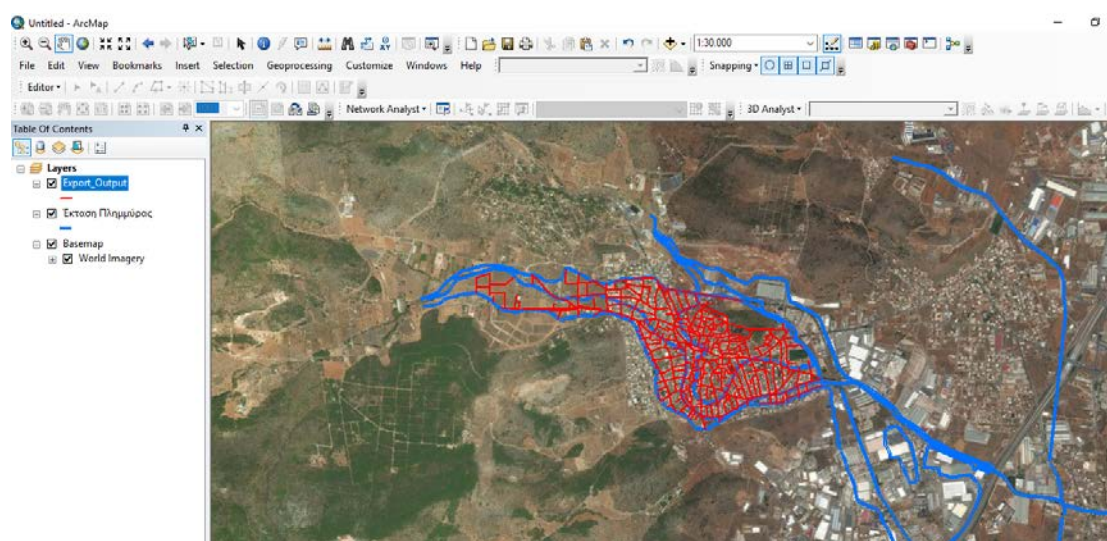 Untitled - ArcMap
1:30.000
File Edit View Bookmarks Insert Selection Geoprocessing Customize Windows Help Snapping
Editor
Network Analyst 3D Analyst
Table Of Contents
Layers
Export_Output
Έκταση Πλημμύρας
Basemap
World Imagery